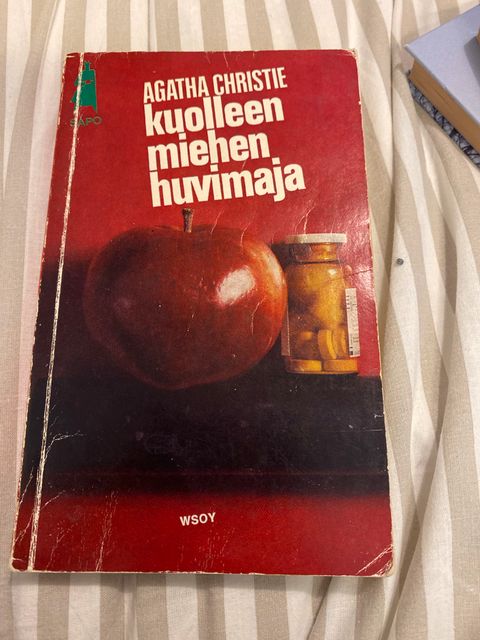 SAPO
AGATHA CHRISTIE
kuolleen
miehen
huvimaja
WSOY